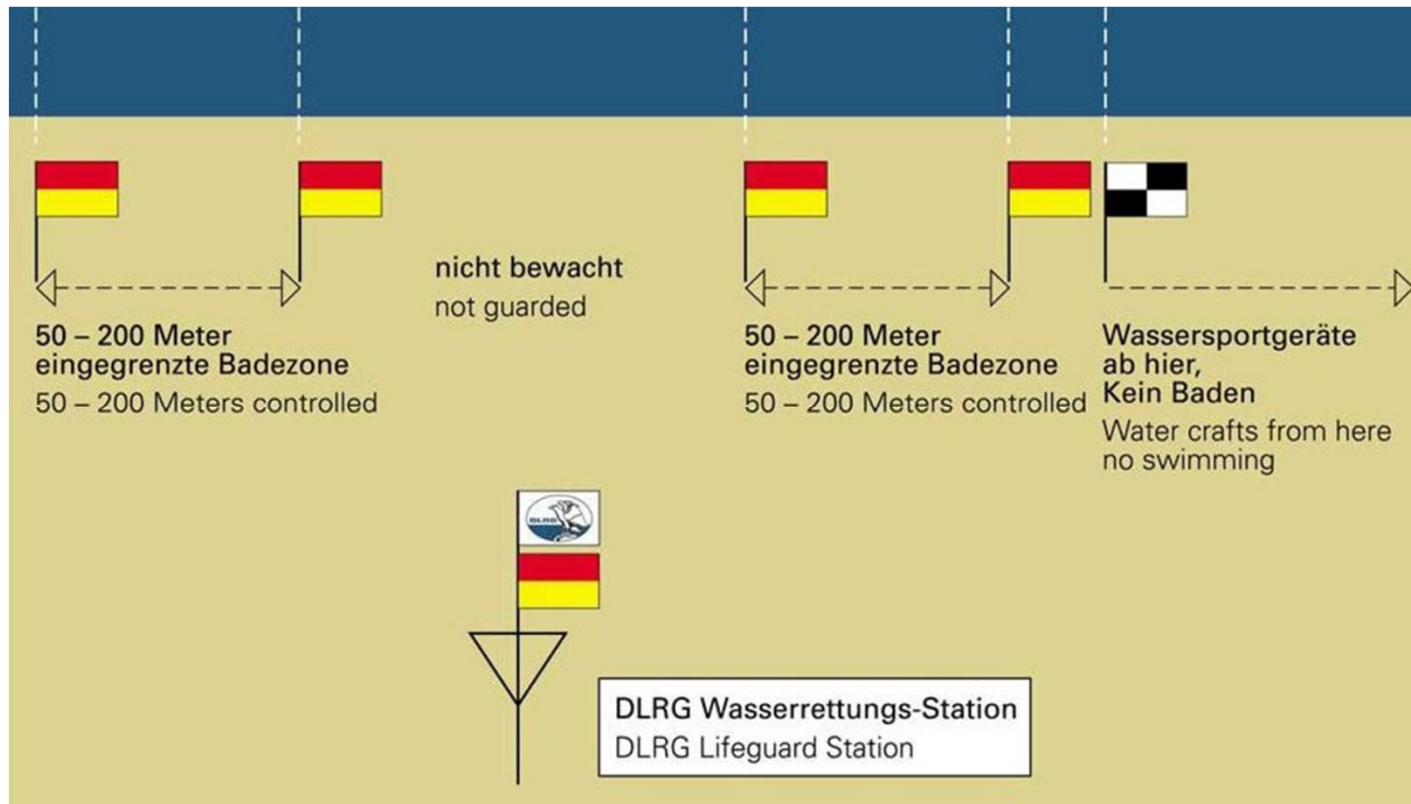 nicht bewacht
not guarded
50 – 200 Meter
eingegrenzte Badezone
50 – 200 Meters controlled
50 – 200 Meter
eingegrenzte Badezone
50 – 200 Meters controlled
Wassersportgeräte
ab hier,
Kein Baden
Water crafts from here
no swimming
DLRG
DLRG Wasserrettungs-Station
DLRG Lifeguard Station